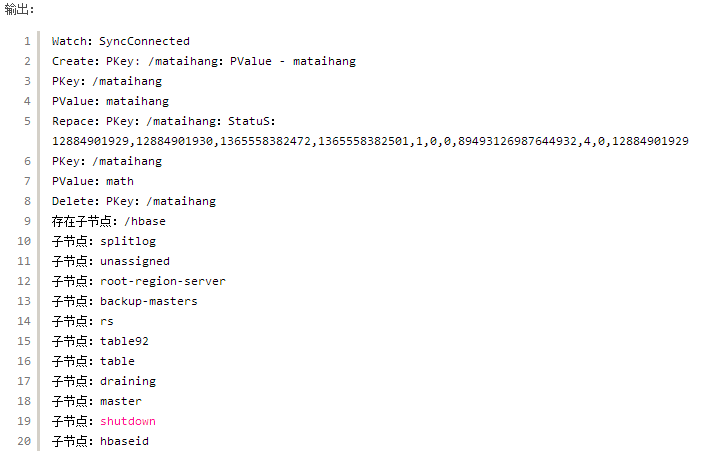 输出：
1 Watch：SyncConnected
2 Create：PKey: /mataihang：PValue - mataihang
3 PKey：/mataihang
4 PValue：mataihang
5 Repace：PKey：/mataihang：StatuS：
12884901929,12884901930,1365558382472,1365558382501,1,0,0,89493126987644932,4,0,12884901929
6 PKey：/mataihang
7 PValue：math
8 Delete：PKey：/mataihang
9 存在子节点：/hbase
10 子节点：splitlog
11 子节点：unassigned
12 子节点：root-region-server
13 子节点：backup-masters
14 子节点：rs
15 子节点：table92
16 子节点：table
17 子节点：draining
18 子节点：master
19 子节点：shutdown
20 子节点：hbaseid